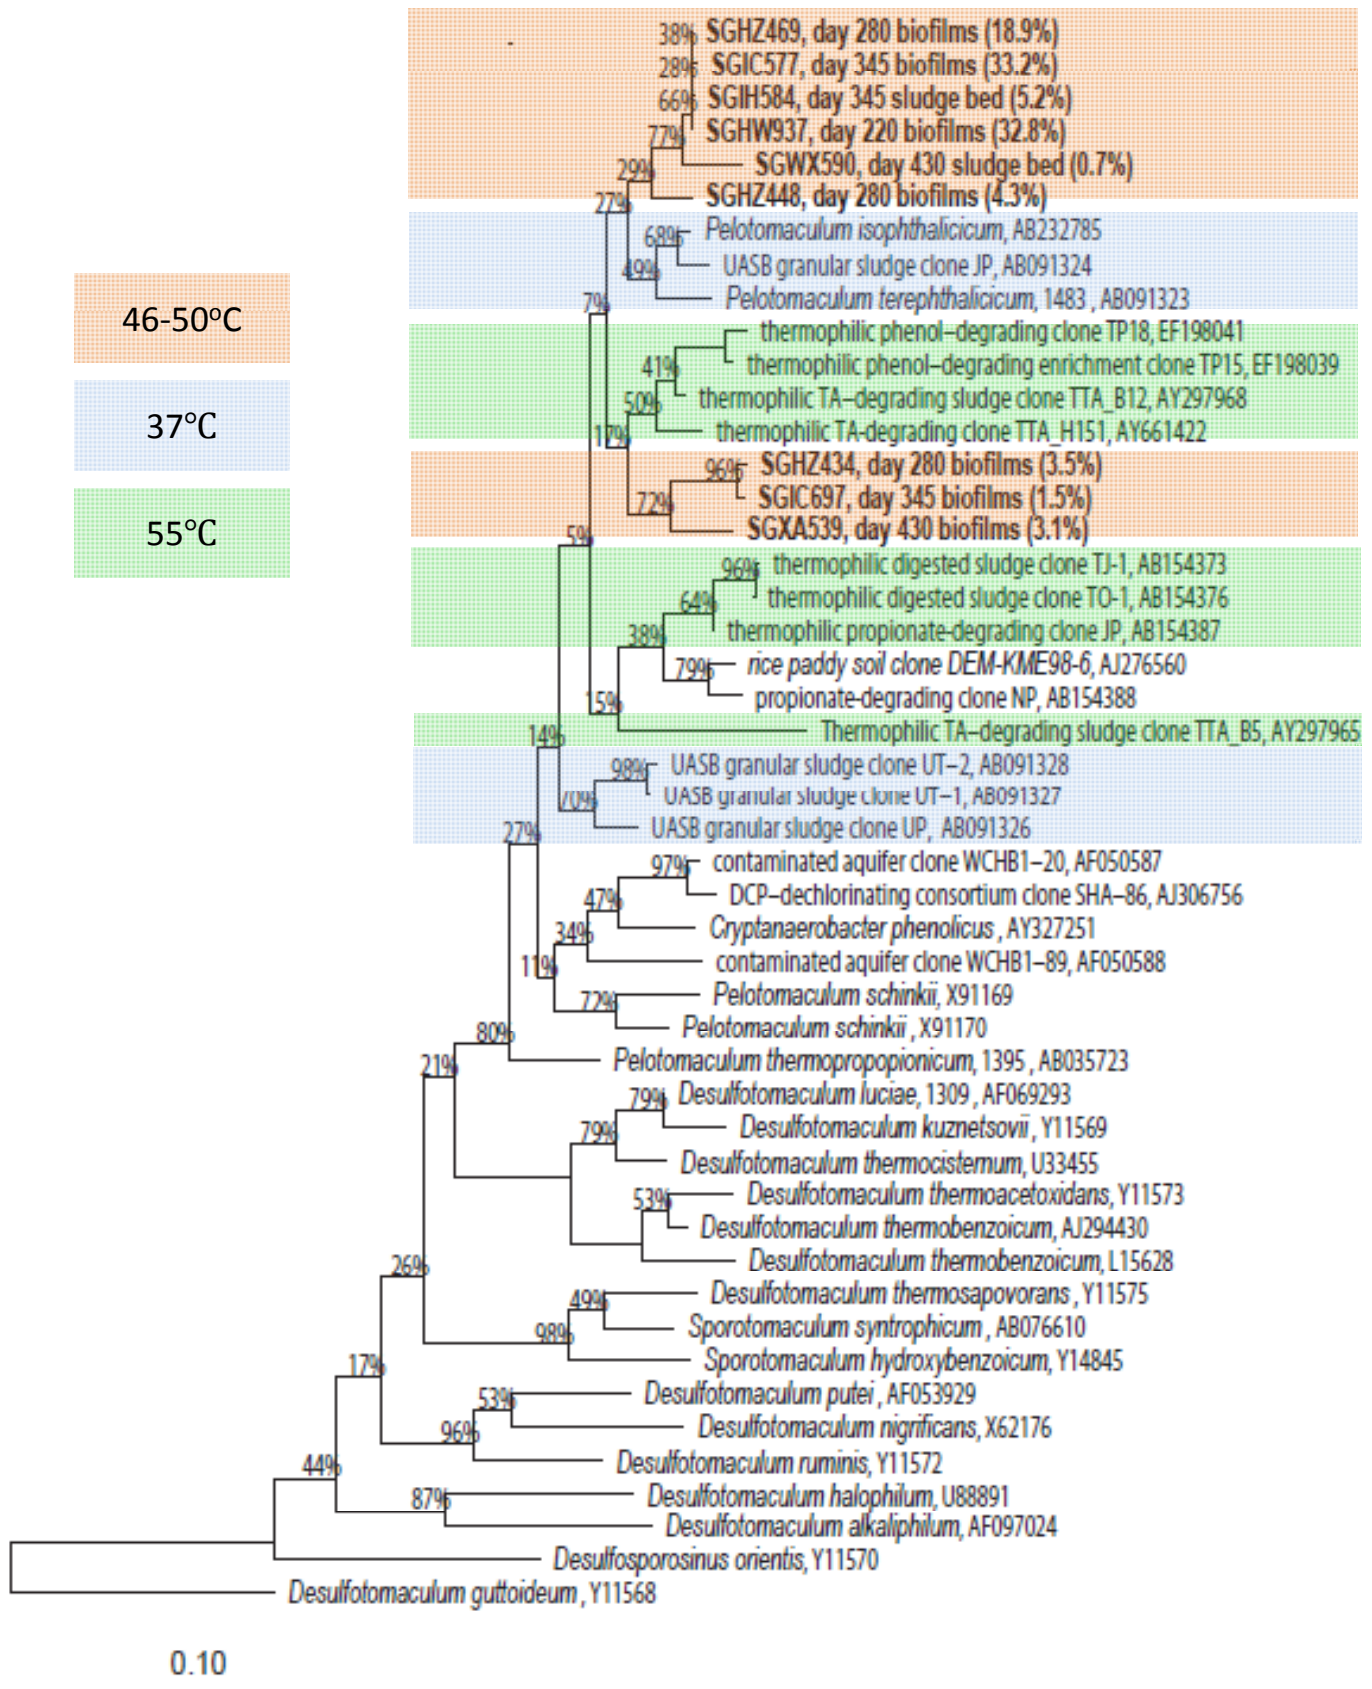 38% SGHZ469, day 280 biofilms (18.9%)
28% SGIC577, day 345 biofilms (33.2%)
66% SGIH584, day 345 sludge bed (5.2%)
77% SGHW937, day 220 biofilms (32.8%)
29% SGWX590, day 430 sludge bed (0.7%)
27% SGHZ448, day 280 biofilms (4.3%)
68% Pelotomaculum isophthalicicum, AB232785
49% UASB granular sludge clone JP, AB091324
7% Pelotomaculum terephthalicicum, 1483 , AB091323
46-50°C
thermophilic phenol–degrading clone TP18, EF198041
41% thermophilic phenol–degrading enrichment clone TP15, EF198039
50% thermophilic TA–degrading sludge clone TTA_B12, AY297968
37°C
17% thermophilic TA-degrading clone TTA_H151, AY661422
96% SGHZ434, day 280 biofilms (3.5%)
72% SGIC697, day 345 biofilms (1.5%)
5% SGXA539, day 430 biofilms (3.1%)
55°C
96% thermophilic digested sludge clone TJ-1, AB154373
64% thermophilic digested sludge clone TO-1, AB154376
38% thermophilic propionate-degrading clone JP, AB154387
79% rice paddy soil clone DEM-KME98-6, AJ276560
15% propionate-degrading clone NP, AB154388
14% Thermophilic TA–degrading sludge clone TTA_B5, AY297965
98% UASB granular sludge clone UT–2, AB091328
70% UASB granular sludge clone UT–1, AB091327
27% UASB granular sludge clone UP, AB091326
97% contaminated aquifer clone WCHB1–20, AF050587
47% DCP–dechlorinating consortium clone SHA–86, AJ306756
34% Cryptanaerobacter phenolicus , AY327251
11% contaminated aquifer clone WCHB1–89, AF050588
72% Pelotomaculum schinkii, X91169
80% Pelotomaculum schinkii , X91170
21% Pelotomaculum thermopropopionicum, 1395 , AB035723
79% Desulfotomaculum luciae, 1309 , AF069293
79% Desulfotomaculum kuznetsovii , Y11569
Desulfotomaculum thermocisternum, U33455
53% Desulfotomaculum thermoacetoxidans, Y11573
Desulfotomaculum thermobenzoicum, AJ294430
26% Desulfotomaculum thermobenzoicum, L15628
49% Desulfotomaculum thermosapovorans , Y11575
98% Sporotomaculum syntrophicum , AB076610
17% Sporotomaculum hydroxybenzoicum, Y14845
53% Desulfotomaculum putei , AF053929
96% Desulfotomaculum nigrificans, X62176
44% Desulfotomaculum ruminis, Y11572
87% Desulfotomaculum halophilum, U88891
Desulfotomaculum alkaliphilum, AF097024
Desulfosporosinus orientis, Y11570
Desulfotomaculum guttoideum , Y11568
0.10